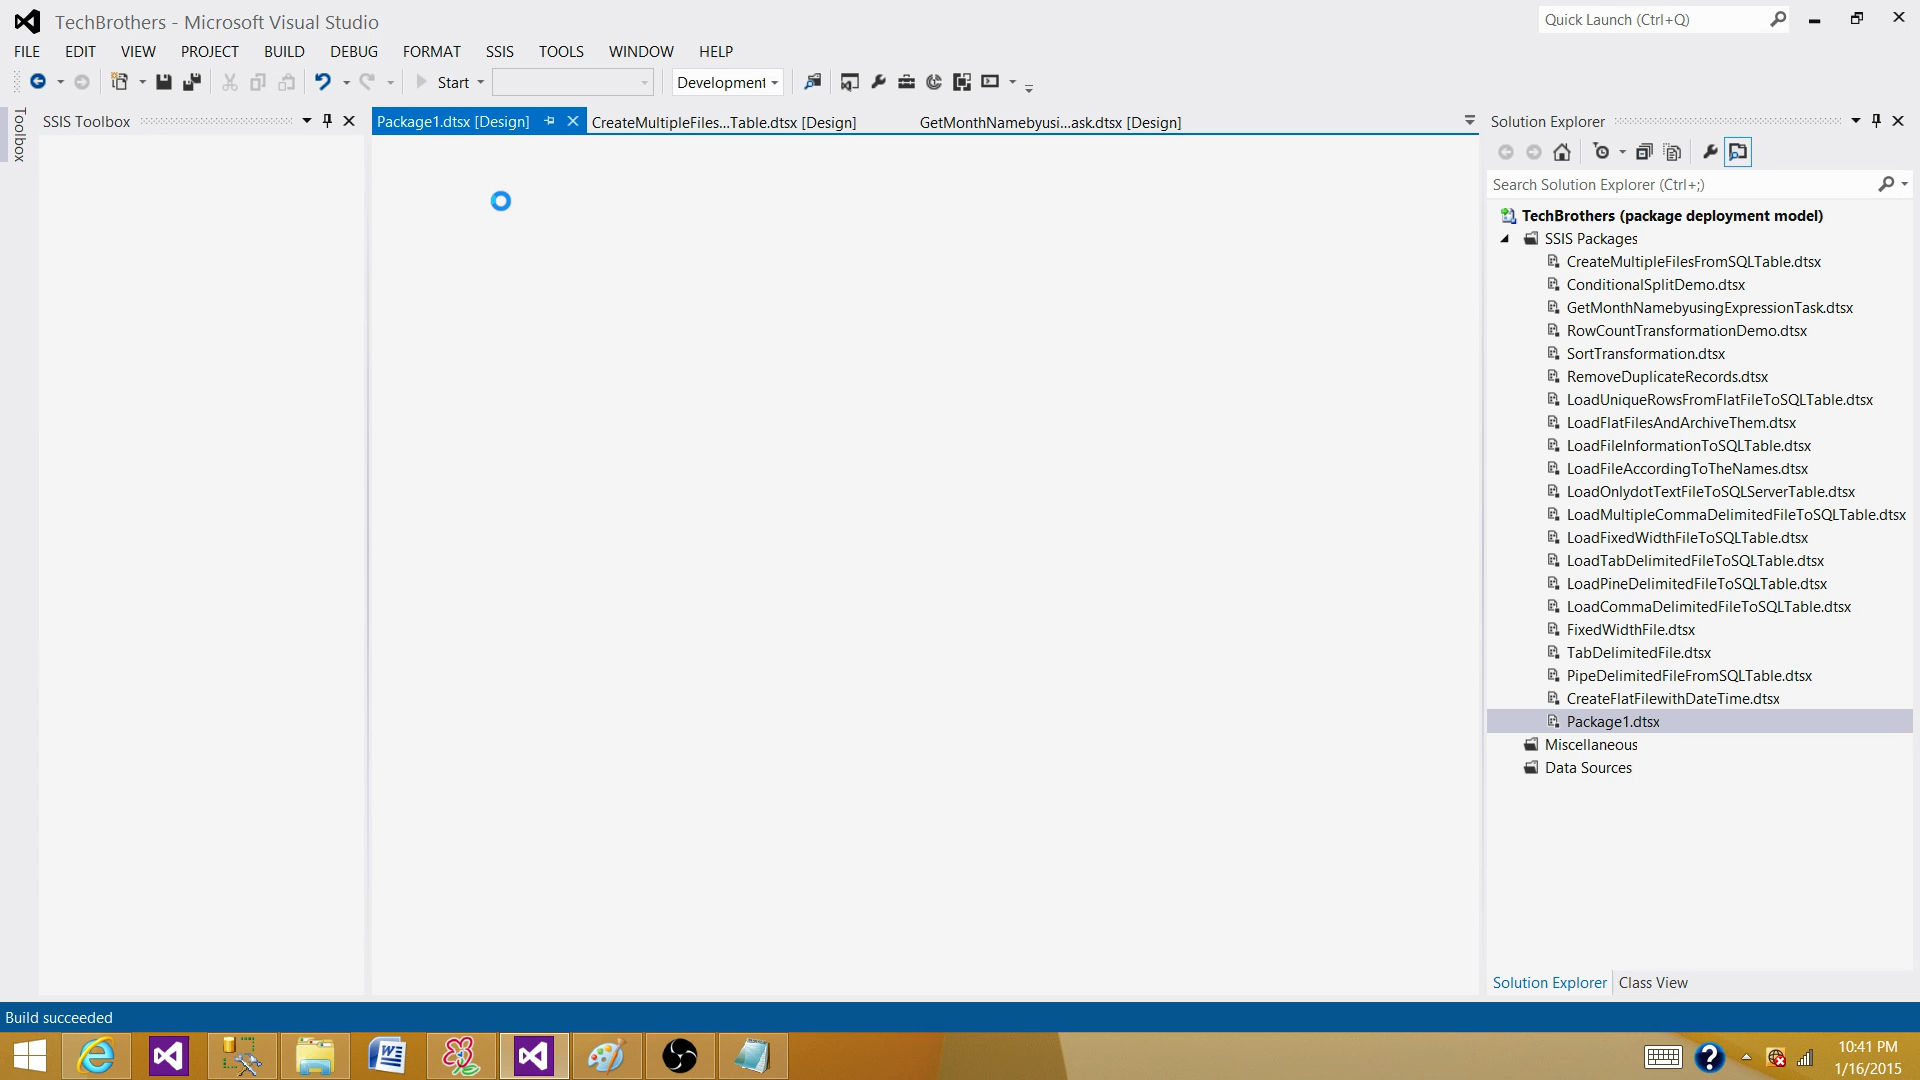 TechBrothers - Microsoft Visual Studio
Quick Launch (Ctrl+Q)
FILE EDIT VIEW PROJECT BUILD DEBUG FORMAT SSIS TOOLS WINDOW HELP
Start Development
Toolbox
SSIS Toolbox
Package1.dtsx [Design] CreateMultipleFiles...Table.dtsx [Design] GetMonthNamebyusi...ask.dtsx [Design]
Solution Explorer
Search Solution Explorer (Ctrl+;)
TechBrothers (package deployment model)
SSIS Packages
CreateMultipleFilesFromSQLTable.dtsx
ConditionalSplitDemo.dtsx
GetMonthNamebyusingExpressionTask.dtsx
RowCountTransformationDemo.dtsx
SortTransformation.dtsx
RemoveDuplicateRecords.dtsx
LoadUniqueRowsFromFlatFileToSQLTable.dtsx
LoadFlatFilesAndArchiveThem.dtsx
LoadFileInformationToSQLTable.dtsx
LoadFileAccordingToTheNames.dtsx
LoadOnlydotTextFileToSQLServerTable.dtsx
LoadMultipleCommaDelimitedFileToSQLTable.dtsx
LoadFixedWidthFileToSQLTable.dtsx
LoadTabDelimitedFileToSQLTable.dtsx
LoadPineDelimitedFileToSQLTable.dtsx
LoadCommaDelimitedFileToSQLTable.dtsx
FixedWidthFile.dtsx
TabDelimitedFile.dtsx
PipeDelimitedFileFromSQLTable.dtsx
CreateFlatFilewithDateTime.dtsx
Package1.dtsx
Miscellaneous
Data Sources
Solution Explorer Class View
Build succeeded
10:41 PM
1/16/2015